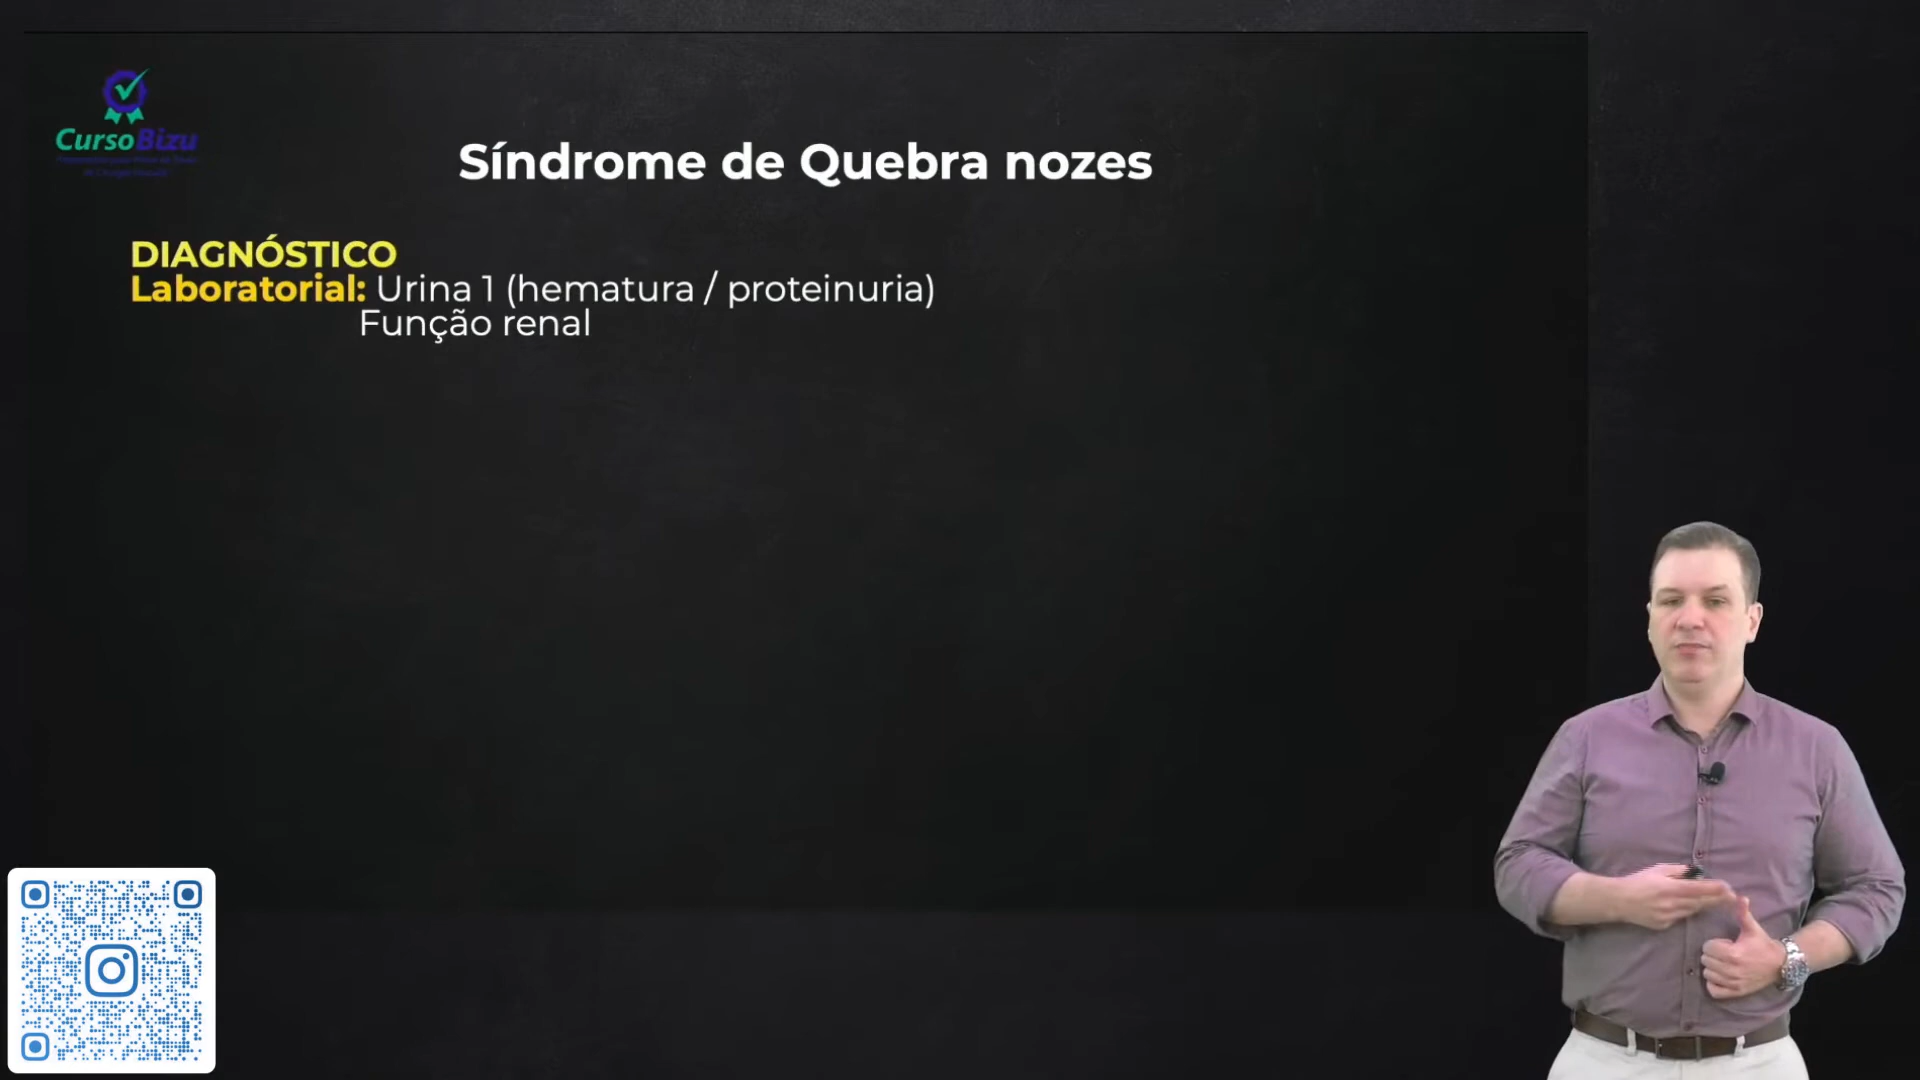 CursoBizu
Síndrome de Quebra nozes
DIAGNÓSTICO
Laboratorial: Urina 1 (hematura / proteinuria)
Função renal